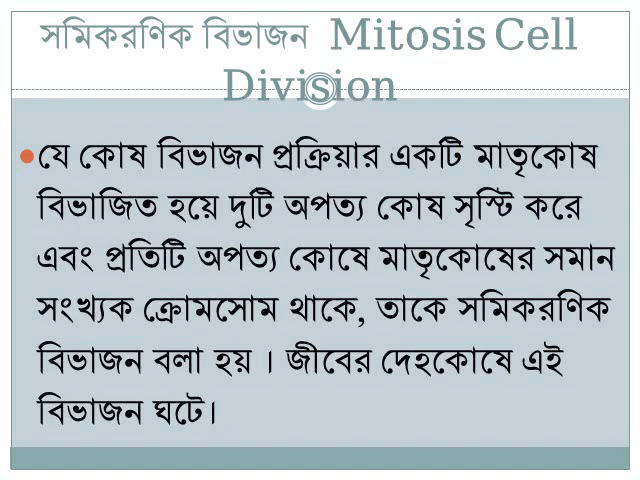 সমিকরণিক বিভাজন Mitosis Cell
Division
যে কোষ বিভাজন প্রক্রিয়ার একটি মাতৃকোষ
বিভাজিত হয়ে দুটি অপত্য কোষ সৃস্টি করে
এবং প্রতিটি অপত্য কোষে মাতৃকোষের সমান
সংখ্যক ক্রোমসোম থাকে, তাকে সমিকরণিক
বিভাজন বলা হয় । জীবের দেহকোষে এই
বিভাজন ঘটে।